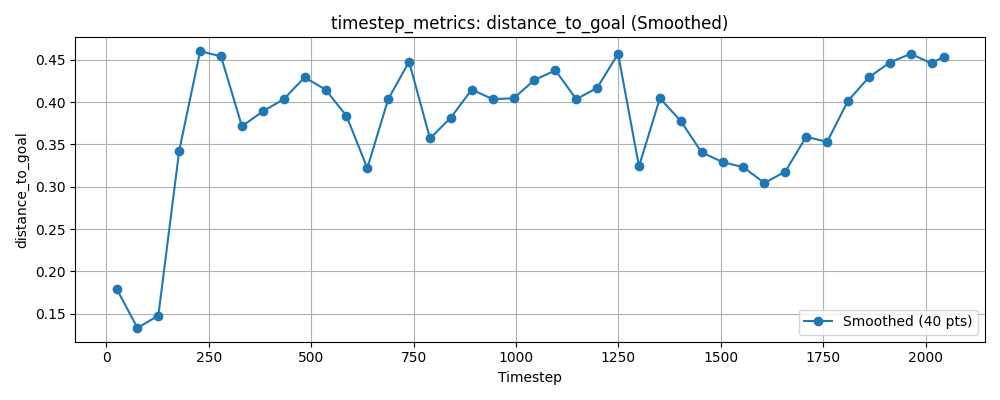 timestep_metrics: distance_to_goal (Smoothed)
distance_to_goal
0.45
0.40
0.35
0.30
0.25
0.20
0.15
0 250 500 750 1000 1250 1500 1750 2000
Timestep
Smoothed (40 pts)